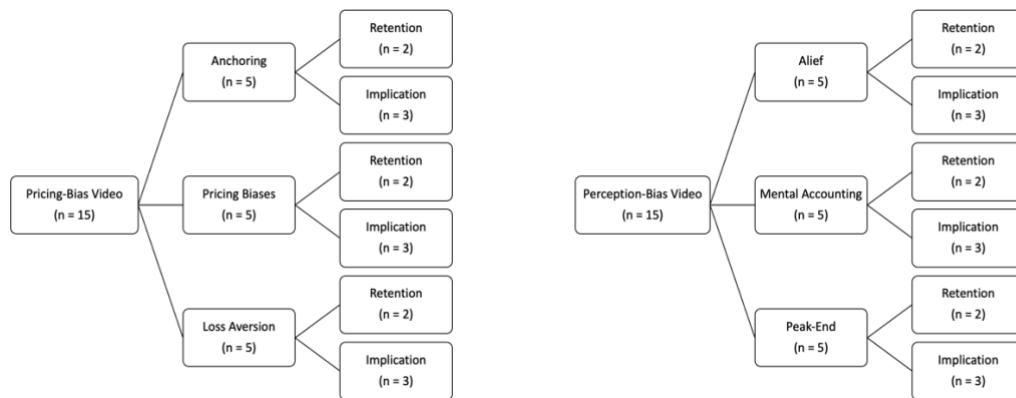 Pricing-Bias Video
(n = 15)
Anchoring
(n = 5)
Retention
(n = 2)
Implication
(n = 3)
Pricing Biases
(n = 5)
Retention
(n = 2)
Implication
(n = 3)
Loss Aversion
(n = 5)
Retention
(n = 2)
Implication
(n = 3)
Perception-Bias Video
(n = 15)
Alief
(n = 5)
Retention
(n = 2)
Implication
(n = 3)
Mental Accounting
(n = 5)
Retention
(n = 2)
Implication
(n = 3)
Peak-End
(n = 5)
Retention
(n = 2)
Implication
(n = 3)